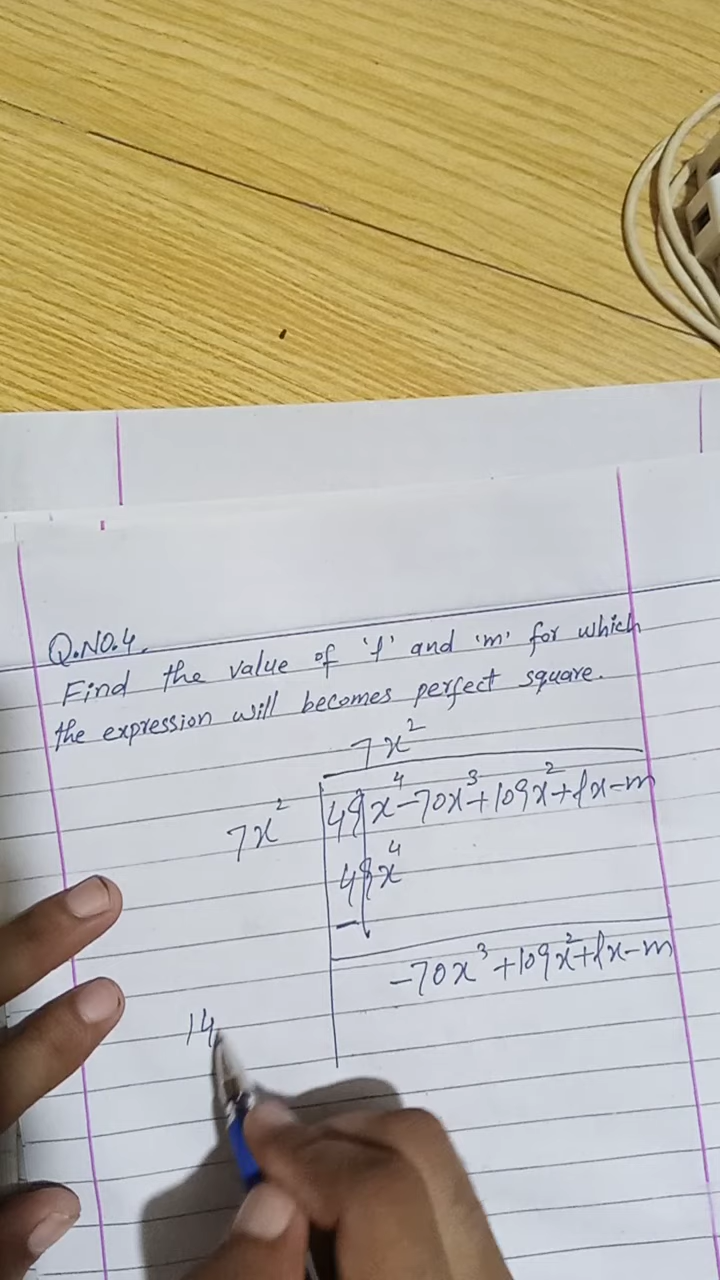 Q.NO.4.
Find the value of 'l' and 'm' for which
the expression will becomes perfect square.
7x²
7x² 49x⁴-70x³+109x²+lx-m
49x⁴
-
-70x³+109x²+lx-m
14